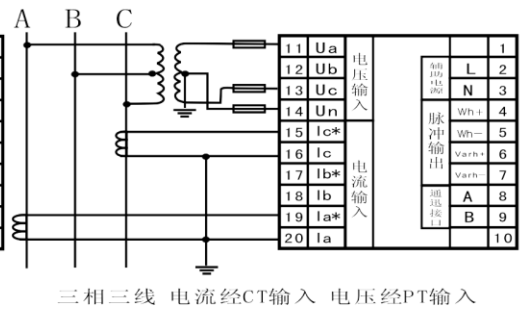 A B C
11 Ua 1
12 Ub L 2
13 Uc N 3
14 Un Wh+ 4
15 Ic* Wh- 5
16 Ic Varh+ 6
17 Ib* Varh- 7
18 Ib A 8
19 Ia* B 9
20 Ia 10
电压输入
电流输入
辅助电源
脉冲输出
通迅接口
三相三线 电流经CT输入 电压经PT输入